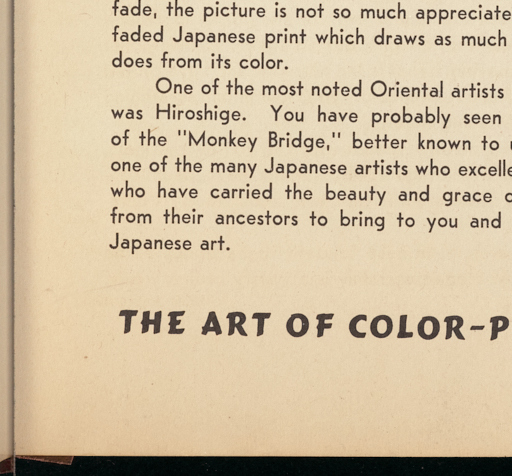 fade, the picture is not so much appreciate
faded Japanese print which draws as much
does from its color.
One of the most noted Oriental artists
was Hiroshige. You have probably seen
of the "Monkey Bridge," better known to
one of the many Japanese artists who excelle
who have carried the beauty and grace
from their ancestors to bring to you and
Japanese art.
THE ART OF COLOR-P